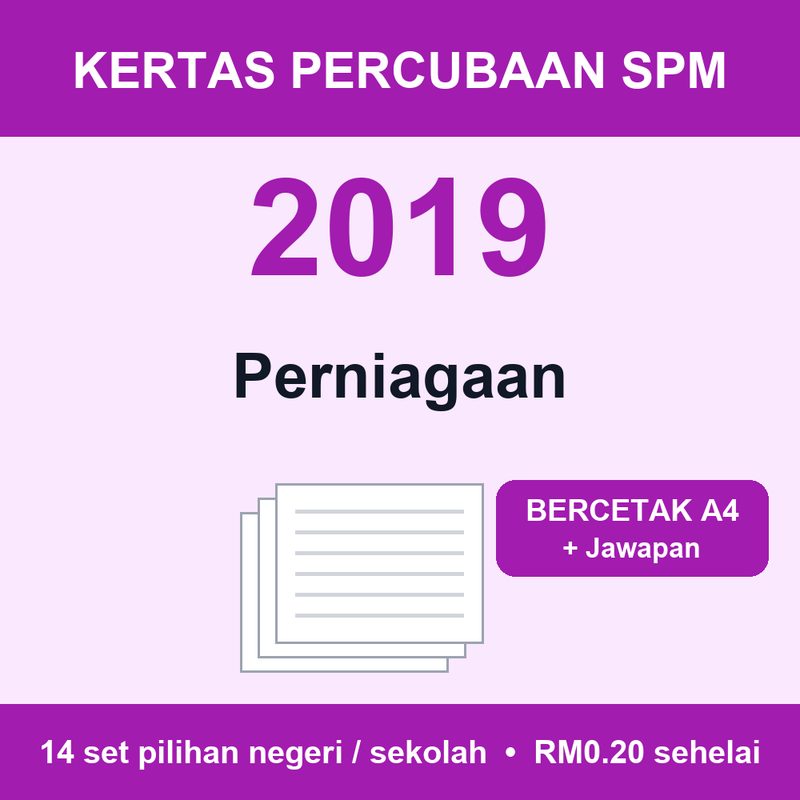 KERTAS PERCUBAAN SPM
2019
Perniagaan
BERCETAK A4
+ Jawapan
14 set pilihan negeri / sekolah • RM0.20 sehelai